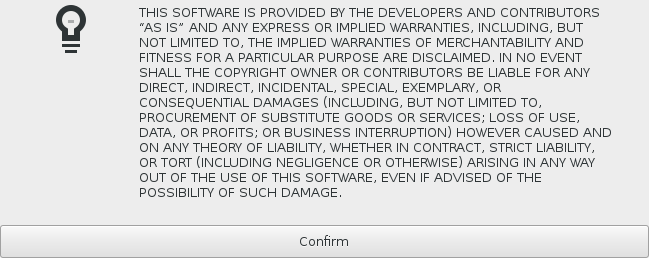 THIS SOFTWARE IS PROVIDED BY THE DEVELOPERS AND CONTRIBUTORS
“AS IS” AND ANY EXPRESS OR IMPLIED WARRANTIES, INCLUDING, BUT
NOT LIMITED TO, THE IMPLIED WARRANTIES OF MERCHANTABILITY AND
FITNESS FOR A PARTICULAR PURPOSE ARE DISCLAIMED. IN NO EVENT
SHALL THE COPYRIGHT OWNER OR CONTRIBUTORS BE LIABLE FOR ANY
DIRECT, INDIRECT, INCIDENTAL, SPECIAL, EXEMPLARY, OR
CONSEQUENTIAL DAMAGES (INCLUDING, BUT NOT LIMITED TO,
PROCUREMENT OF SUBSTITUTE GOODS OR SERVICES; LOSS OF USE,
DATA, OR PROFITS; OR BUSINESS INTERRUPTION) HOWEVER CAUSED AND
ON ANY THEORY OF LIABILITY, WHETHER IN CONTRACT, STRICT LIABILITY,
OR TORT (INCLUDING NEGLIGENCE OR OTHERWISE) ARISING IN ANY WAY
OUT OF THE USE OF THIS SOFTWARE, EVEN IF ADVISED OF THE
POSSIBILITY OF SUCH DAMAGE.
Confirm